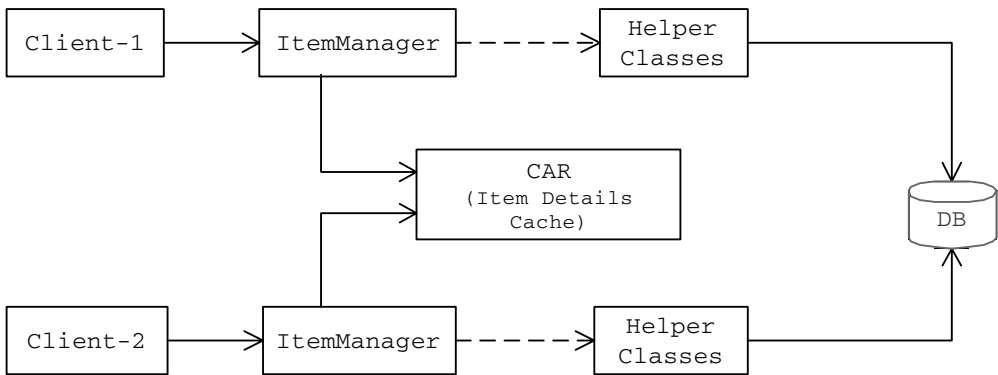 Client-1
ItemManager
Helper
Classes
CAR
(Item Details
Cache)
DB
Client-2
ItemManager
Helper
Classes